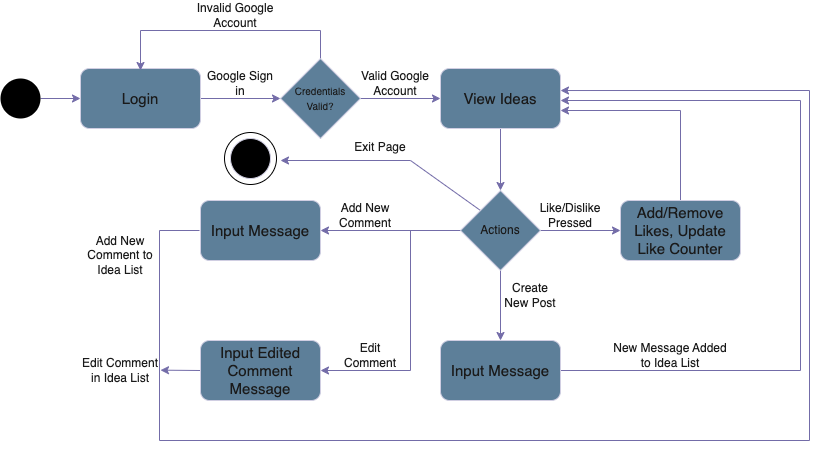 Invalid Google
Account
Login
Google Sign
in
Credentials
Valid?
Valid Google
Account
View Ideas
Exit Page
Input Message
Add New
Comment
Actions
Like/Dislike
Pressed
Add/Remove
Likes, Update
Like Counter
Add New
Comment to
Idea List
Create
New Post
Edit Comment
in Idea List
Input Edited
Comment
Message
Edit
Comment
Input Message
New Message Added
to Idea List